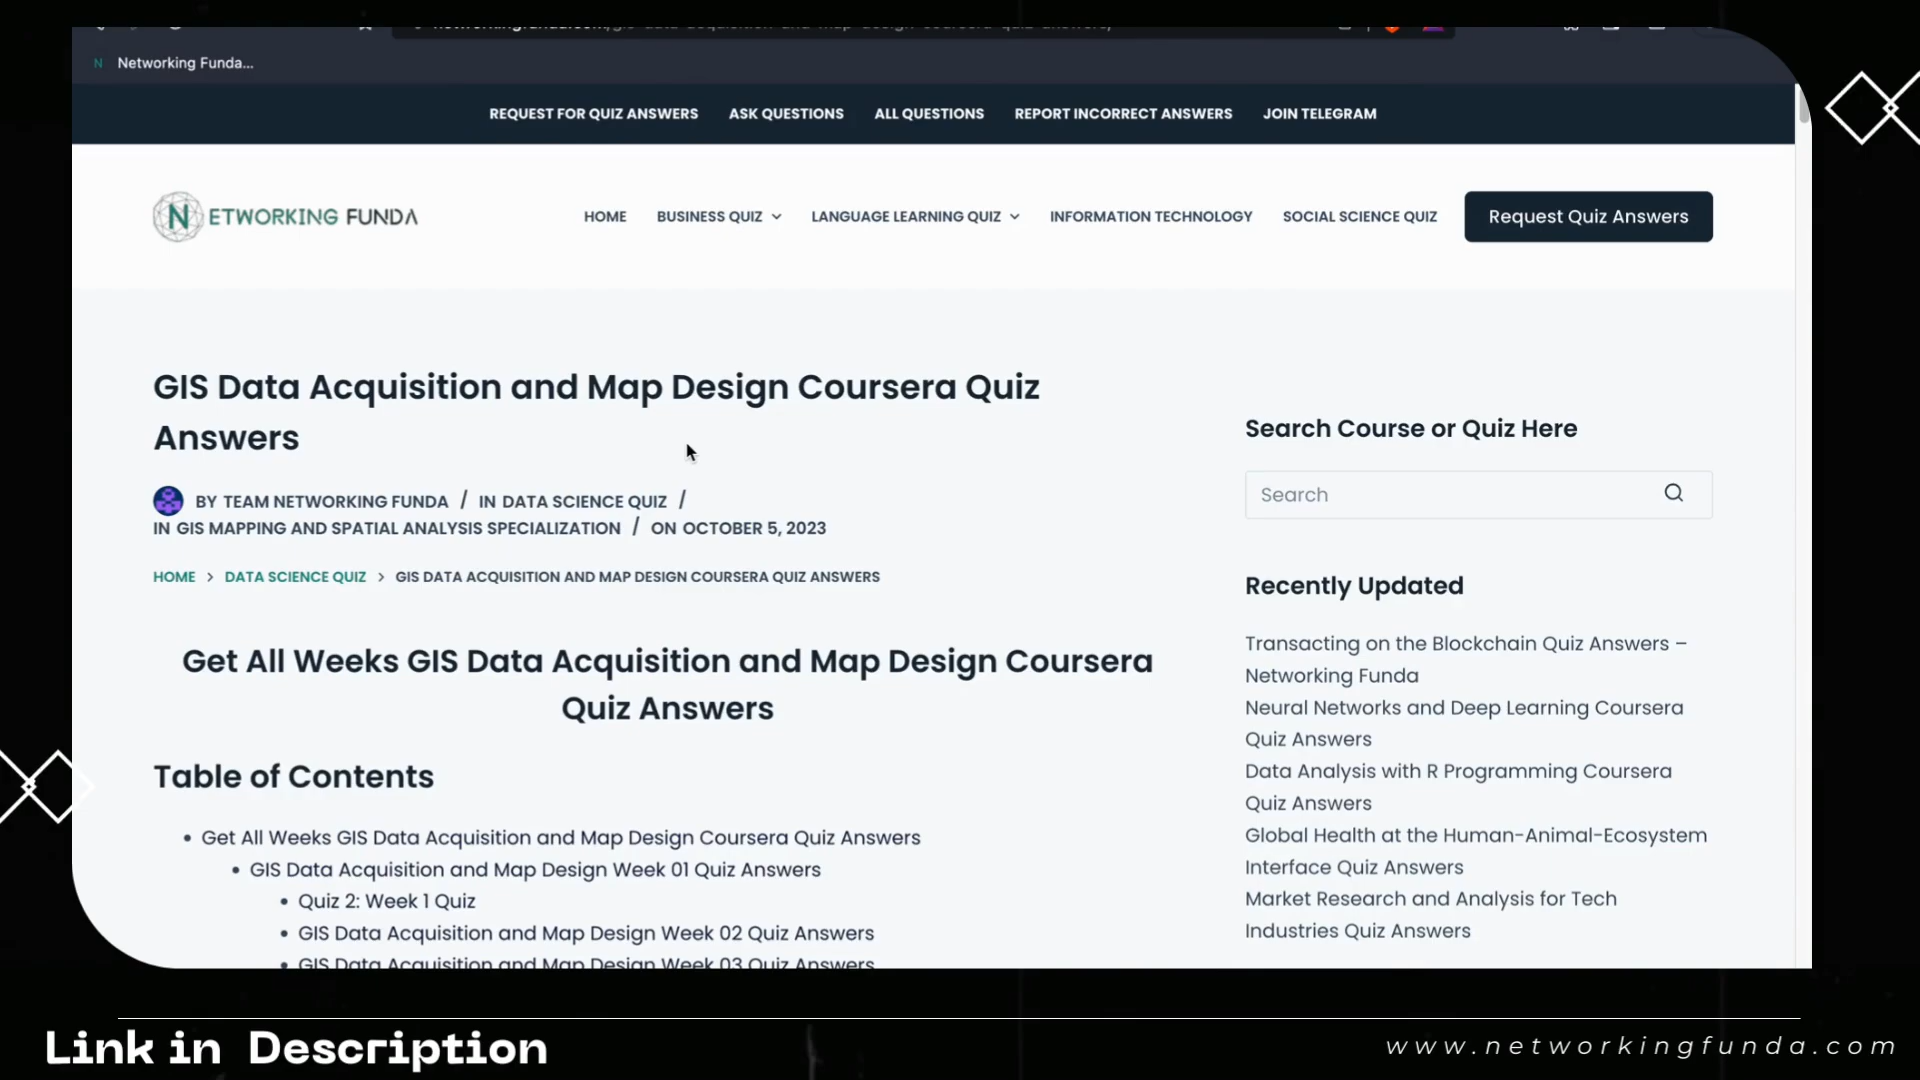 Networking Funda...
REQUEST FOR QUIZ ANSWERS ASK QUESTIONS ALL QUESTIONS REPORT INCORRECT ANSWERS JOIN TELEGRAM
NETWORKING FUNDA HOME BUSINESS QUIZ LANGUAGE LEARNING QUIZ INFORMATION TECHNOLOGY SOCIAL SCIENCE QUIZ Request Quiz Answers
GIS Data Acquisition and Map Design Coursera Quiz
Answers
BY TEAM NETWORKING FUNDA / IN DATA SCIENCE QUIZ /
IN GIS MAPPING AND SPATIAL ANALYSIS SPECIALIZATION / ON OCTOBER 5, 2023
HOME > DATA SCIENCE QUIZ > GIS DATA ACQUISITION AND MAP DESIGN COURSERA QUIZ ANSWERS
Get All Weeks GIS Data Acquisition and Map Design Coursera
Quiz Answers
Table of Contents
• Get All Weeks GIS Data Acquisition and Map Design Coursera Quiz Answers
• GIS Data Acquisition and Map Design Week 01 Quiz Answers
• Quiz 2: Week 1 Quiz
• GIS Data Acquisition and Map Design Week 02 Quiz Answers
• GIS Data Acquisition and Map Design Week 03 Quiz Answers
Search Course or Quiz Here
Search
Recently Updated
Transacting on the Blockchain Quiz Answers –
Networking Funda
Neural Networks and Deep Learning Coursera
Quiz Answers
Data Analysis with R Programming Coursera
Quiz Answers
Global Health at the Human-Animal-Ecosystem
Interface Quiz Answers
Market Research and Analysis for Tech
Industries Quiz Answers
Link in Description
www.networkingfunda.com